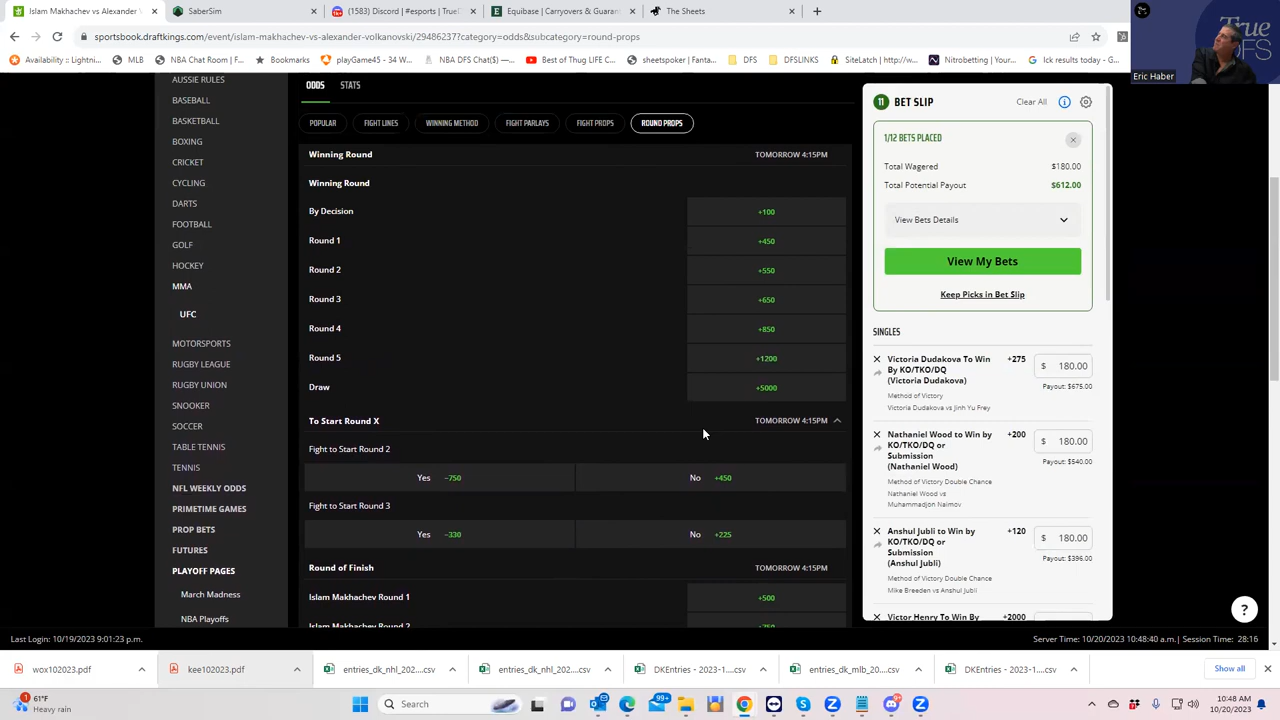 Islam Makhachev vs Alexander V
SaberSim
(1583) Discord | #esports | TrueD
Equibase | Carryovers & Guaran
The Sheets
sportsbook.draftkings.com/event/islam-makhachev-vs-alexander-volkanovski/29486237?category=odds&subcategory=round-props
Availability :: Lightni...
MLB
NBA Chat Room
Bookmarks
playGame45 - 34 W...
NBA DFS Chat($)---...
Best of Thug LIFE C...
sheetspoker | Fanta...
DFS
DFSLINKS
SiteLatch | http://w...
Nitrobetting | Your...
Ick results today - G...
True
DFS
Eric Haber
AUSSIE RULES
BASEBALL
BASKETBALL
BOXING
CRICKET
CYCLING
DARTS
FOOTBALL
GOLF
HOCKEY
MMA
UFC
MOTORSPORTS
RUGBY LEAGUE
RUGBY UNION
SNOOKER
SOCCER
TABLE TENNIS
TENNIS
NFL WEEKLY ODDS
PRIMETIME GAMES
PROP BETS
FUTURES
PLAYOFF PAGES
March Madness
NBA Playoffs
ODDS
STATS
POPULAR
FIGHT LINES
WINNING METHOD
FIGHT PARLAYS
FIGHT PROPS
ROUND PROPS
Winning Round TOMORROW 4:15PM
Winning Round
By Decision +100
Round 1 +450
Round 2 +550
Round 3 +650
Round 4 +850
Round 5 +1200
Draw +5000
To Start Round X TOMORROW 4:15PM
Fight to Start Round 2
Yes −750 No +450
Fight to Start Round 3
Yes −330 No +225
Round of Finish TOMORROW 4:15PM
Islam Makhachev Round 1 +500
Islam Makhachev Round 2 +750
11 BET SLIP Clear All
1/12 BETS PLACED
Total Wagered $180.00
Total Potential Payout $612.00
View Bets Details
View My Bets
Keep Picks in Bet Slip
SINGLES
Victoria Dudakova To Win +275 $ 180.00
By KO/TKO/DQ
(Victoria Dudakova) Payout: $675.00
Method of Victory
Victoria Dudakova vs Jinh Yu Frey
Nathaniel Wood to Win by +200 $ 180.00
KO/TKO/DQ or
Submission Payout: $540.00
(Nathaniel Wood)
Method of Victory Double Chance
Nathaniel Wood vs
Muhammadjon Naimov
Anshul Jubli to Win by +120 $ 180.00
KO/TKO/DQ or
Submission Payout: $396.00
(Anshul Jubli)
Method of Victory Double Chance
Mike Breeden vs Anshul Jubli
Victor Henry To Win By +2000
?
Last Login: 10/19/2023 9:01:23 p.m.
Server Time: 10/20/2023 10:48:40 a.m. | Session Time: 28:16
wox102023.pdf
kee102023.pdf
entries_dk_nhl_202....csv
entries_dk_nhl_202....csv
DKEntries - 2023-1....csv
entries_dk_mlb_20....csv
DKEntries - 2023-1....csv
Show all
61°F
Heavy rain
Search
99+
10:48 AM
10/20/2023